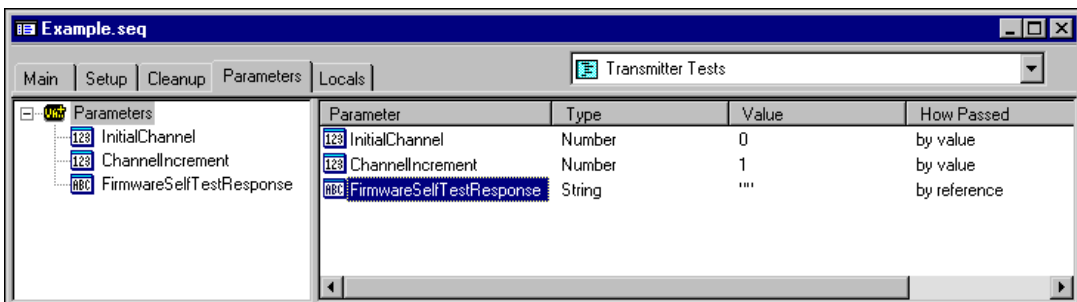 Example.seq
Main Setup Cleanup Parameters Locals Transmitter Tests
Parameters
InitialChannel
ChannelIncrement
FirmwareSelfTestResponse
Parameter Type Value How Passed
InitialChannel Number 0 by value
ChannelIncrement Number 1 by value
FirmwareSelfTestResponse String "" by reference